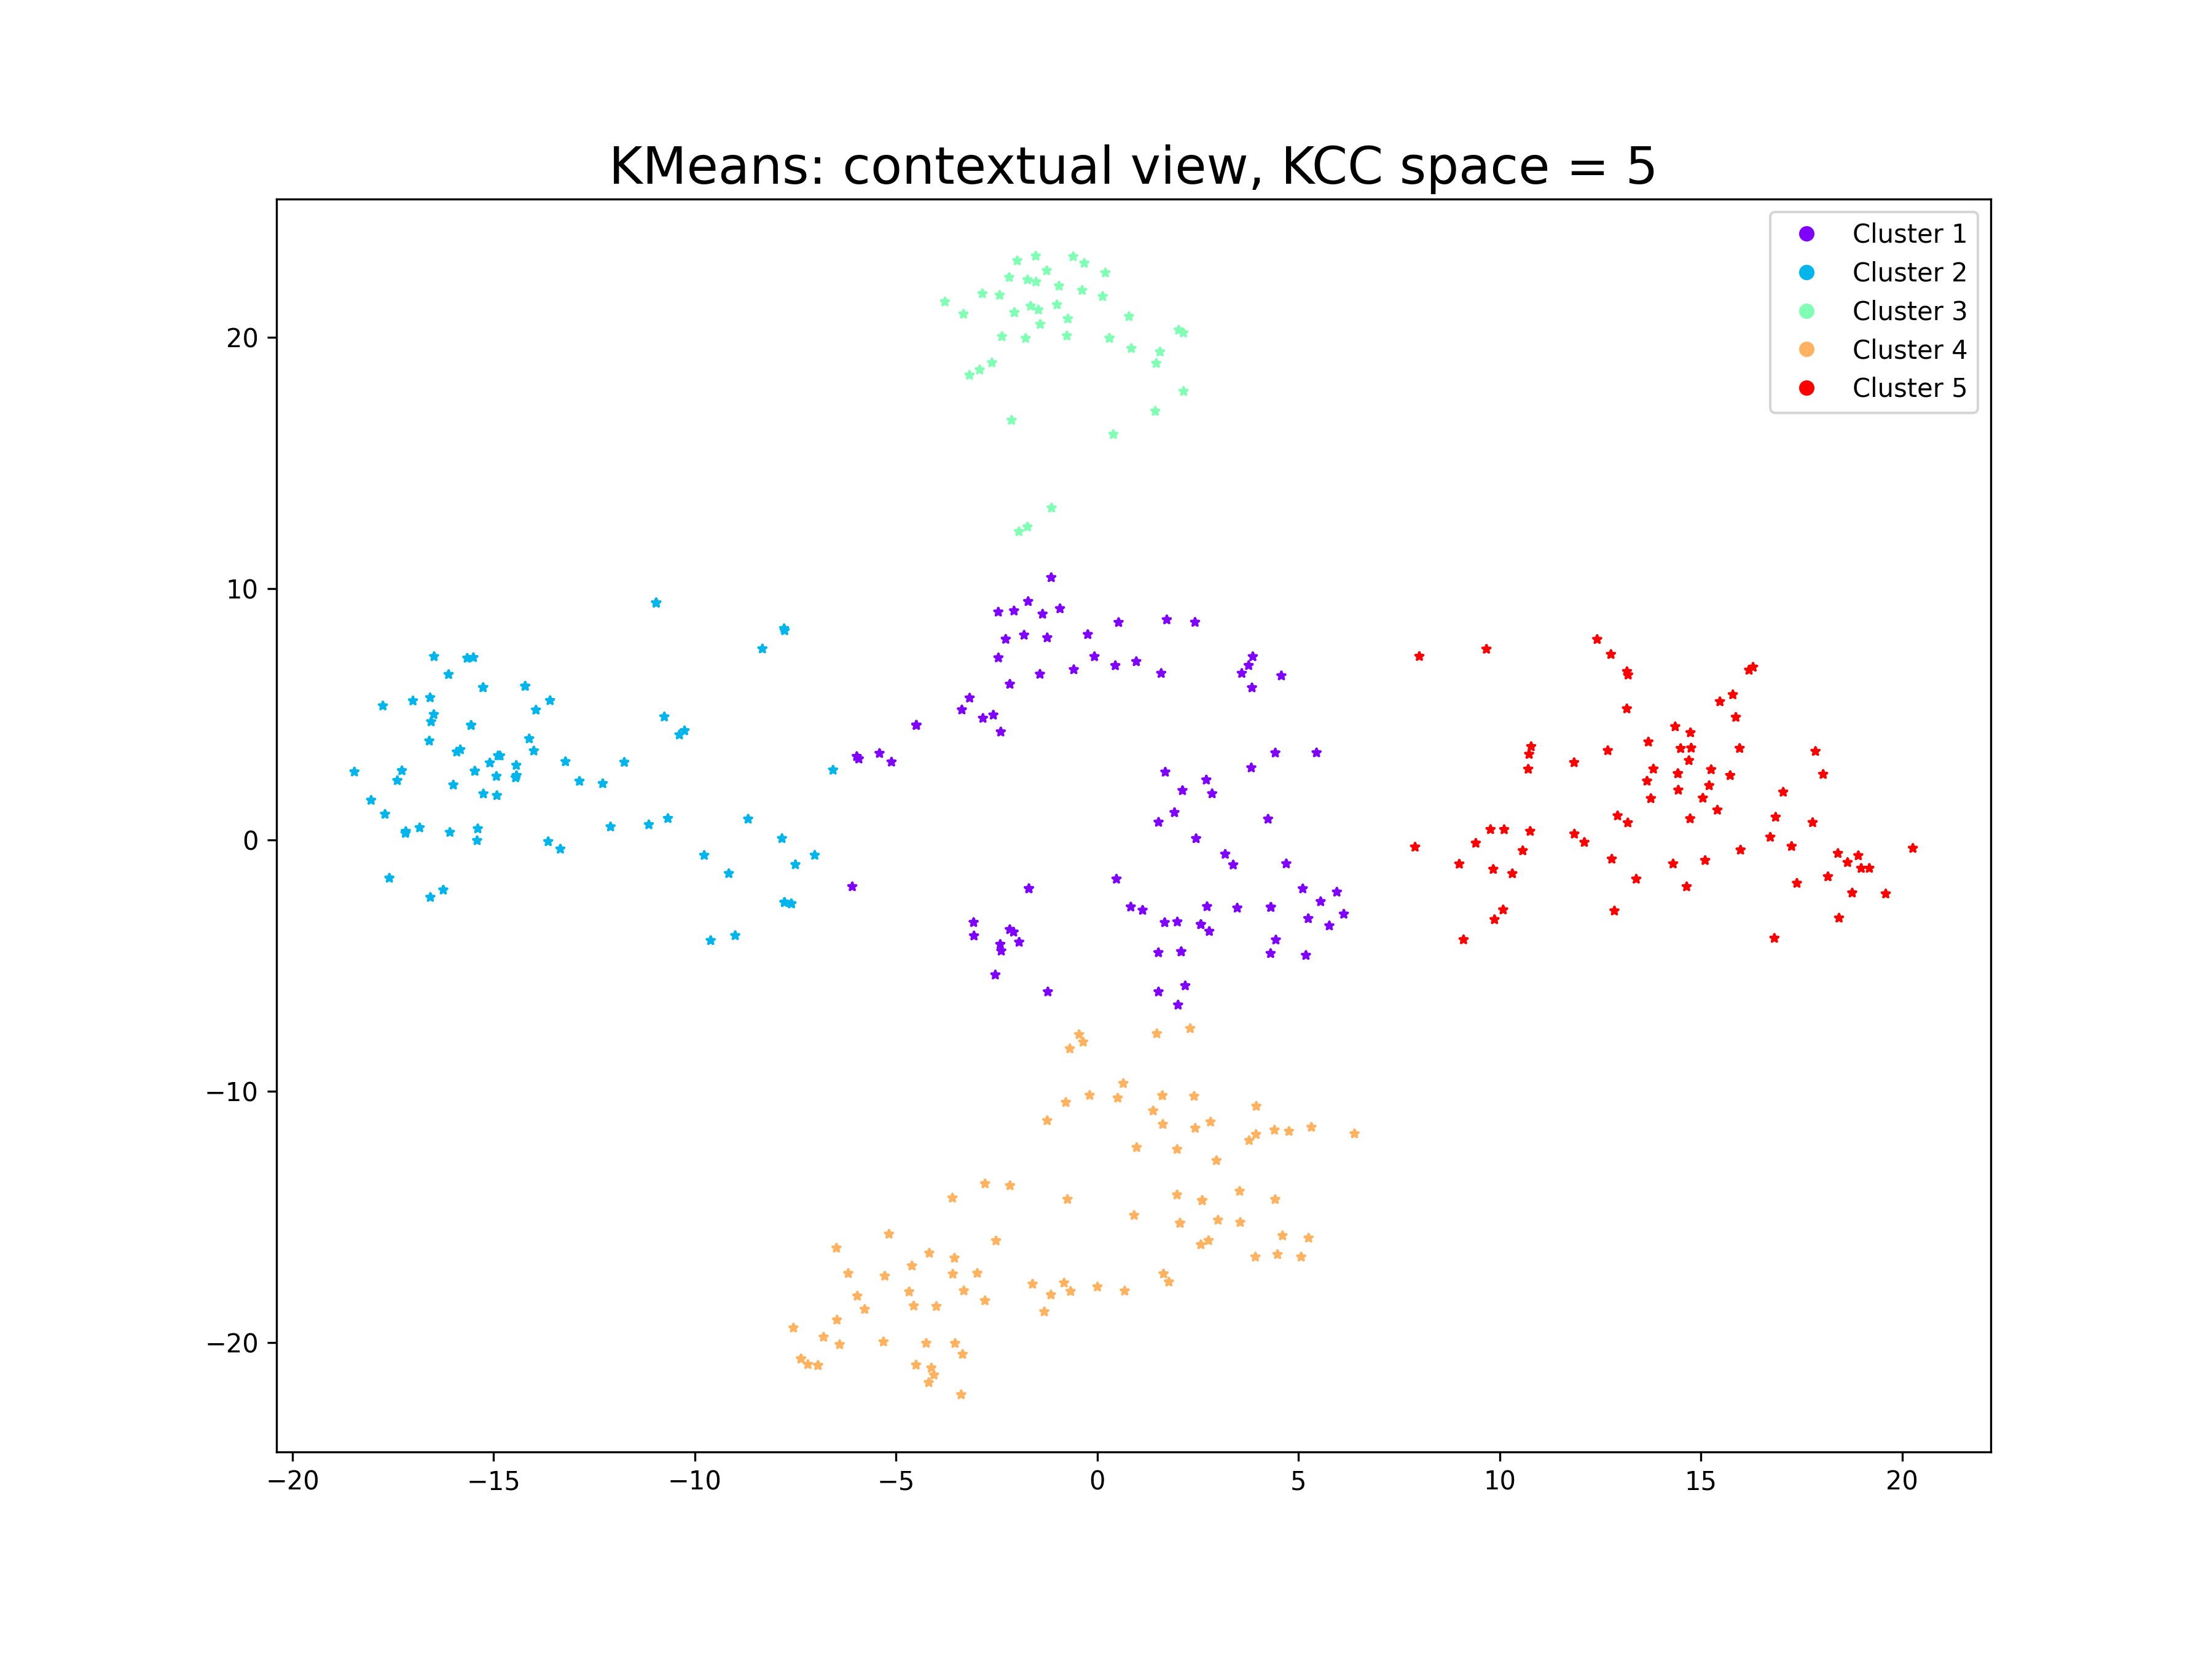 KMeans: contextual view, KCC space = 5
Cluster 1
Cluster 2
Cluster 3
Cluster 4
Cluster 5
20
10
0
−10
−20
−20 −15 −10 −5 0 5 10 15 20